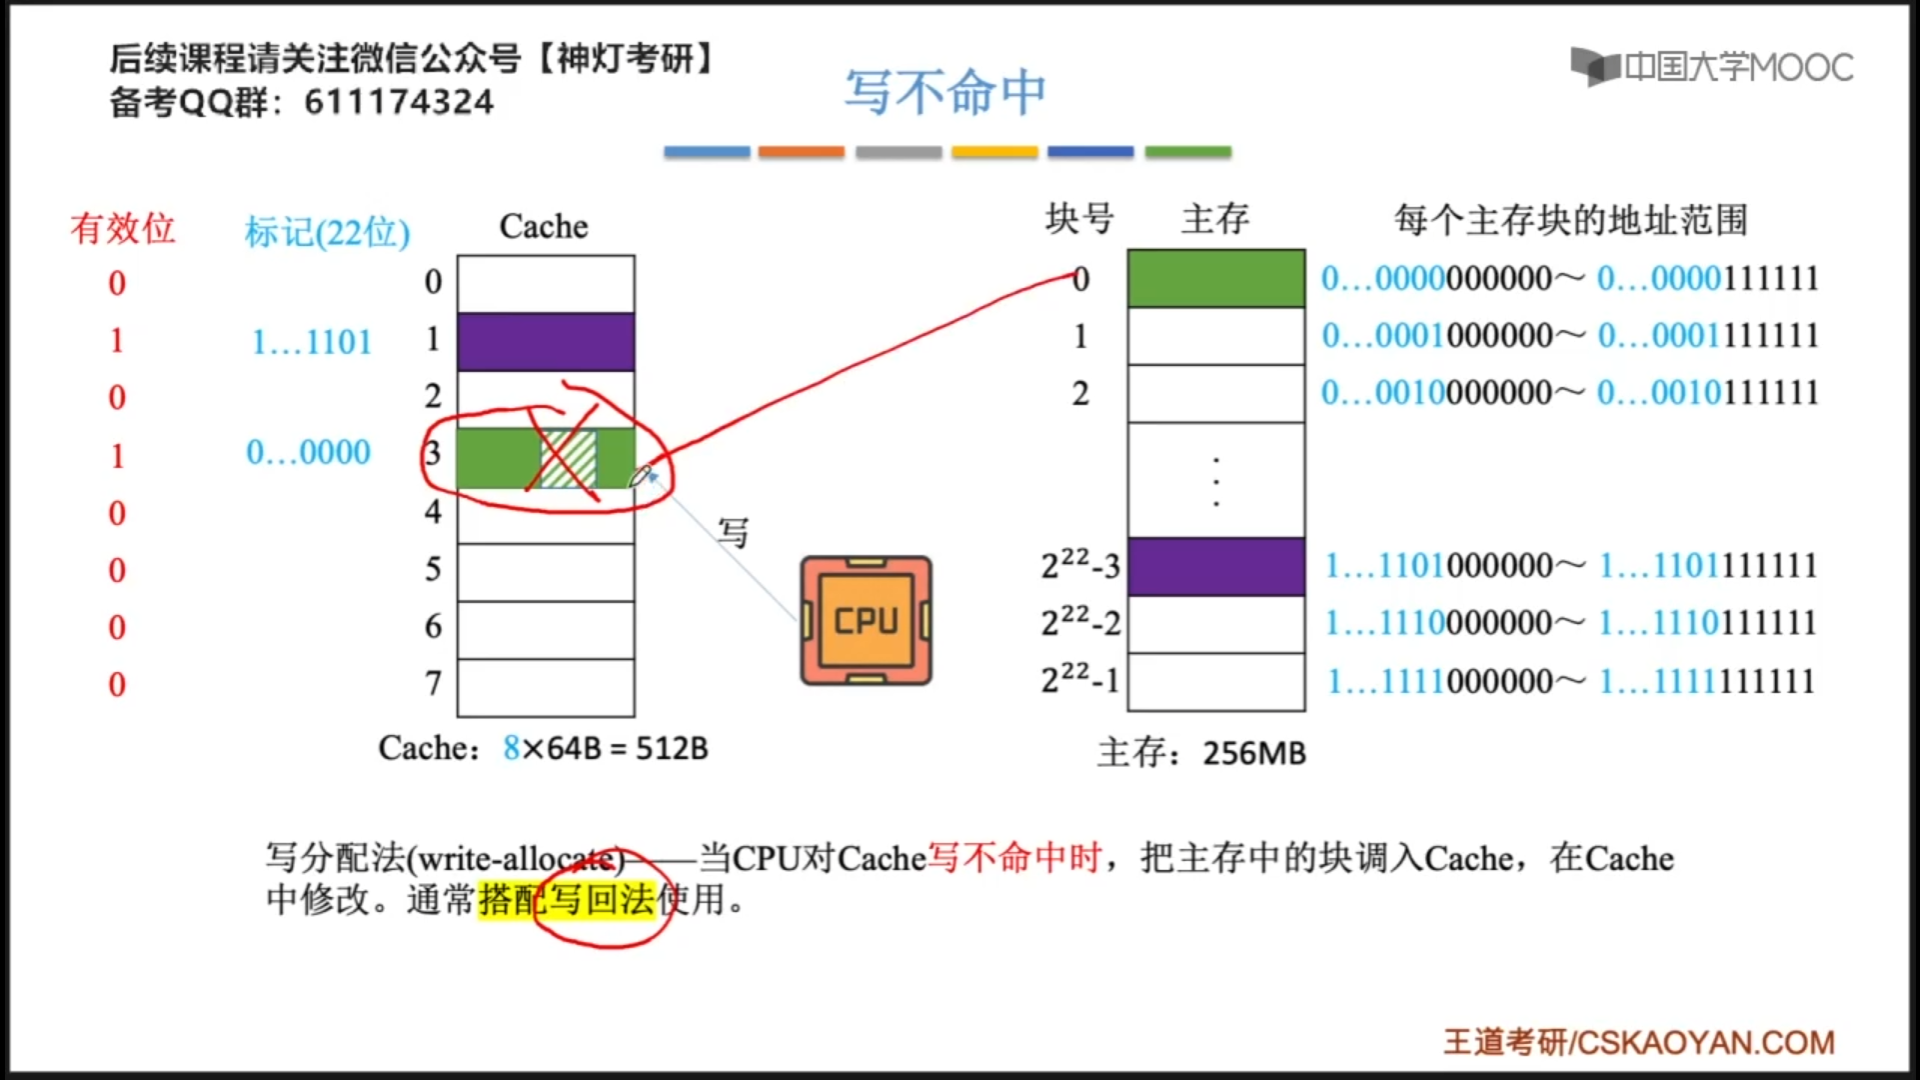 后续课程请关注微信公众号【神灯考研】
备考QQ群：611174324
中国大学MOOC
写不命中
有效位 标记(22位) Cache 块号 主存 每个主存块的地址范围
0 0 0 0…0000000000～ 0…0000111111
1 1…1101 1 1 0…0001000000～ 0…0001111111
0 2 2 0…0010000000～ 0…0010111111
1 0…0000 3 ⋮
0 4 写
0 5 2²²-3 1…1101000000～ 1…1101111111
CPU
0 6 2²²-2 1…1110000000～ 1…1110111111
0 7 2²²-1 1…1111000000～ 1…1111111111
Cache：8×64B = 512B 主存：256MB
写分配法(write-allocate)——当CPU对Cache写不命中时，把主存中的块调入Cache，在Cache
中修改。通常搭配写回法使用。
王道考研/CSKAOYAN.COM